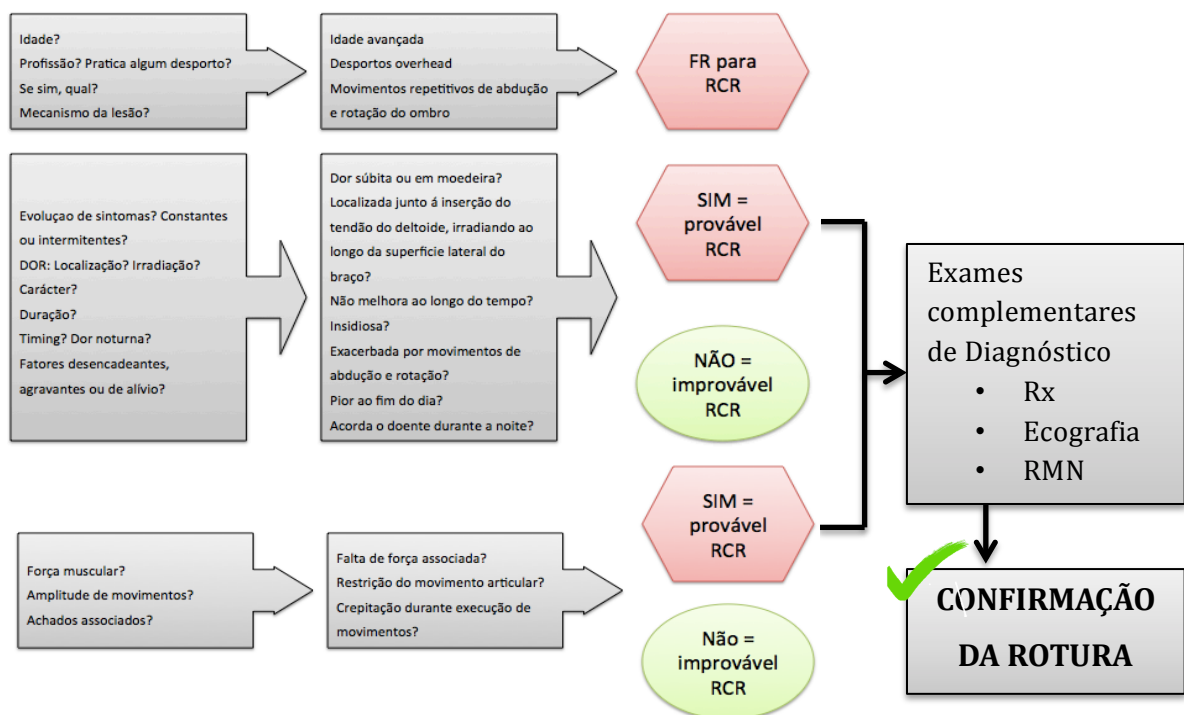 Idade?
Profissão? Pratica algum desporto?
Se sim, qual?
Mecanismo da lesão?
Idade avançada
Desportos overhead
Movimentos repetitivos de abdução
e rotação do ombro
FR para
RCR
Evoluçao de sintomas? Constantes
ou intermitentes?
DOR: Localização? Irradiação?
Carácter?
Duração?
Timing? Dor noturna?
Fatores desencadeantes,
agravantes ou de alívio?
Dor súbita ou em moedeira?
Localizada junto á inserção do
tendão do deltoide, irradiando ao
longo da superficie lateral do
braço?
Não melhora ao longo do tempo?
Insidiosa?
Exacerbada por movimentos de
abdução e rotação?
Pior ao fim do dia?
Acorda o doente durante a noite?
SIM =
provável
RCR
NÃO =
improvável
RCR
Força muscular?
Amplitude de movimentos?
Achados associados?
Falta de força associada?
Restrição do movimento articular?
Crepitação durante execução de
movimentos?
SIM =
provável
RCR
Não =
improvável
RCR
Exames
complementares
de Diagnóstico
• Rx
• Ecografia
• RMN
CONFIRMAÇÃO
DA ROTURA